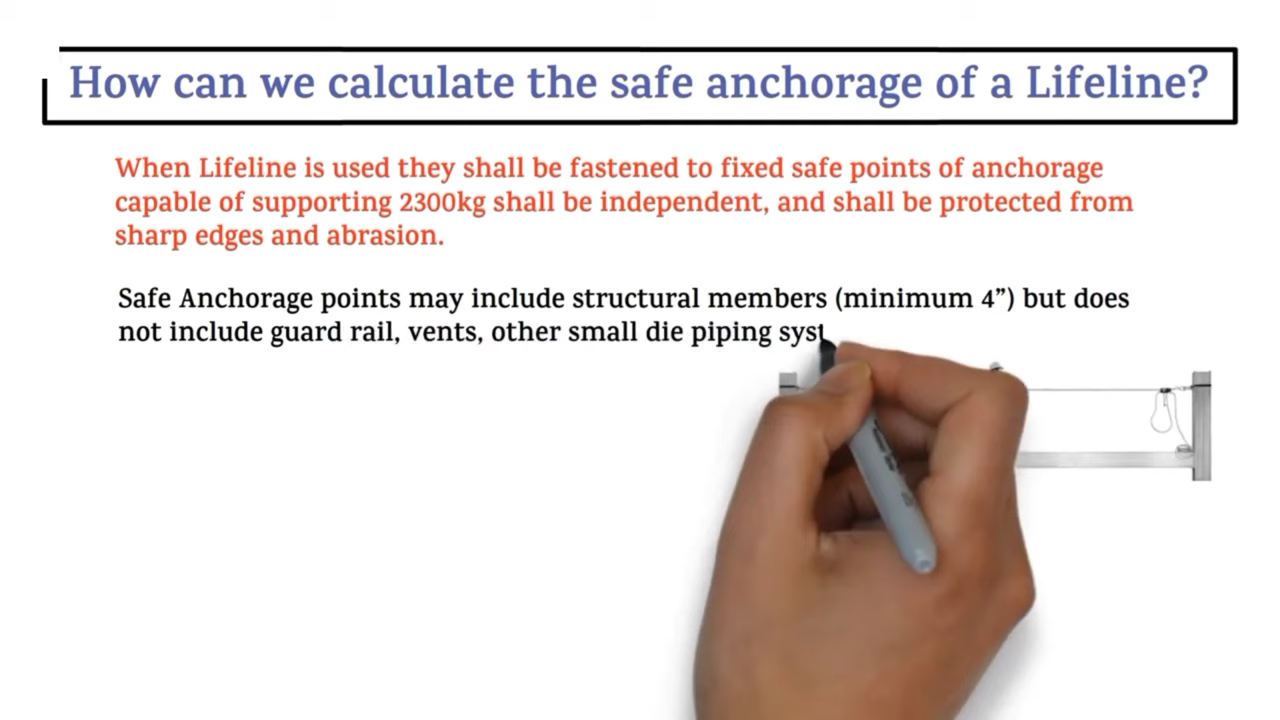 How can we calculate the safe anchorage of a Lifeline?
When Lifeline is used they shall be fastened to fixed safe points of anchorage
capable of supporting 2300kg shall be independent, and shall be protected from
sharp edges and abrasion.
Safe Anchorage points may include structural members (minimum 4”) but does
not include guard rail, vents, other small die piping syst